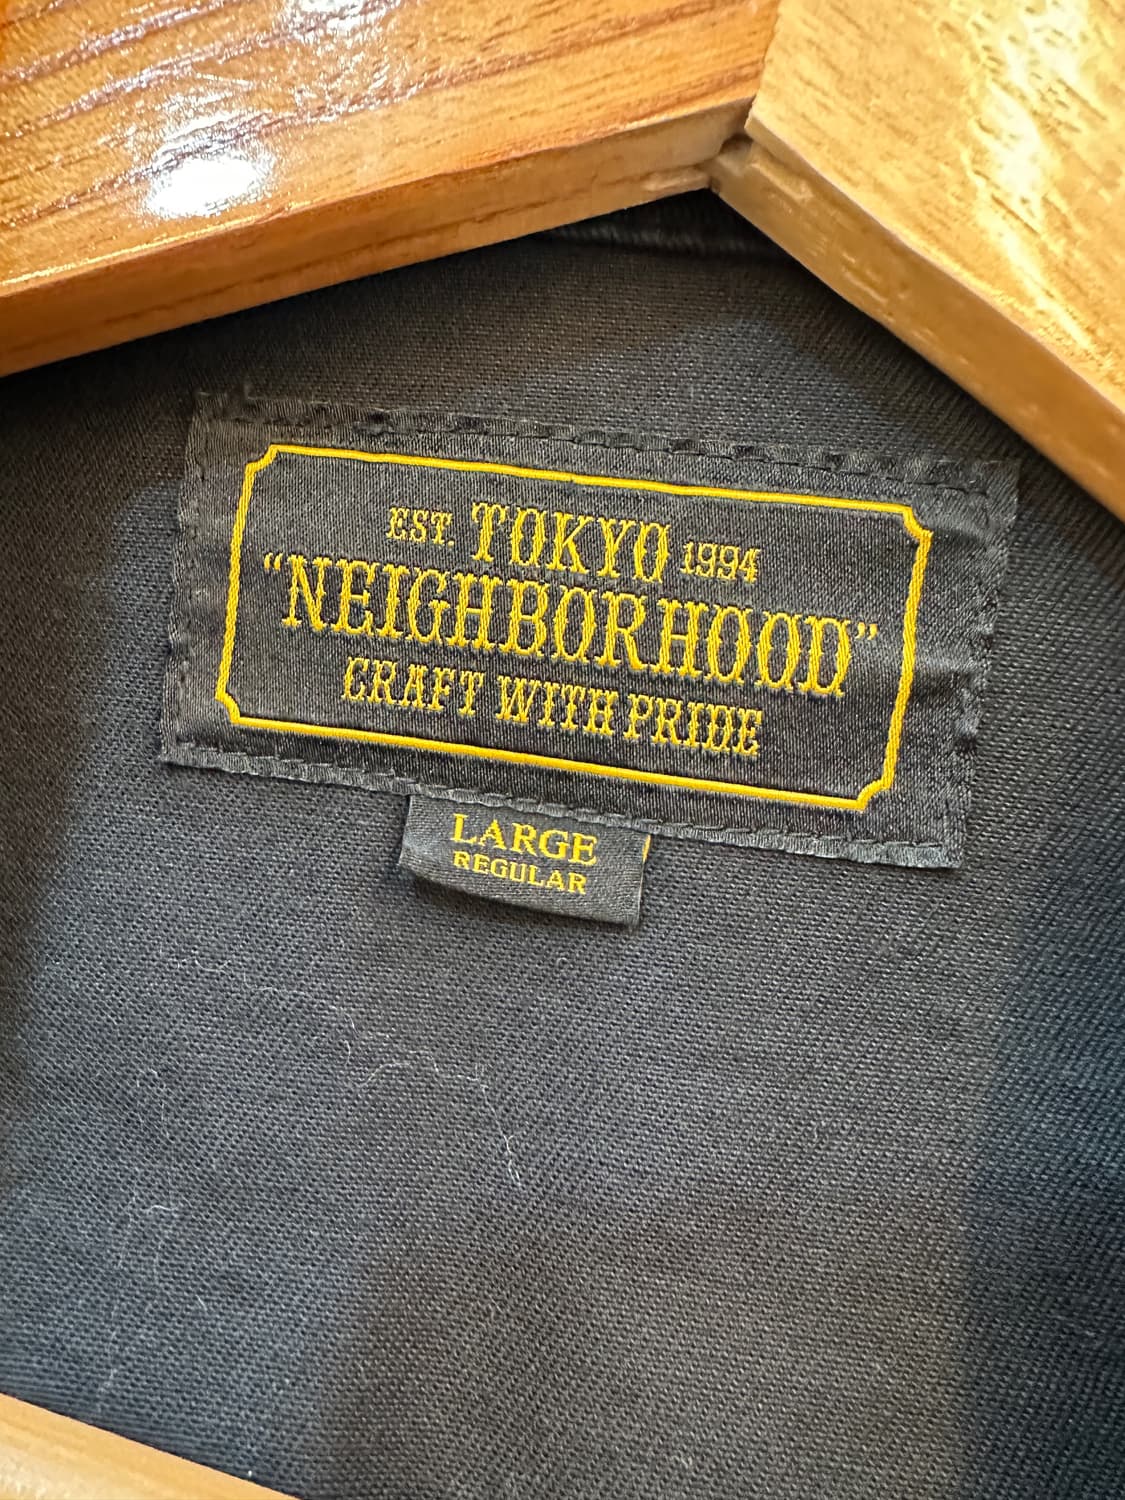 EST. TOKYO 1994
“NEIGHBORHOOD”
CRAFT WITH PRIDE
LARGE
REGULAR